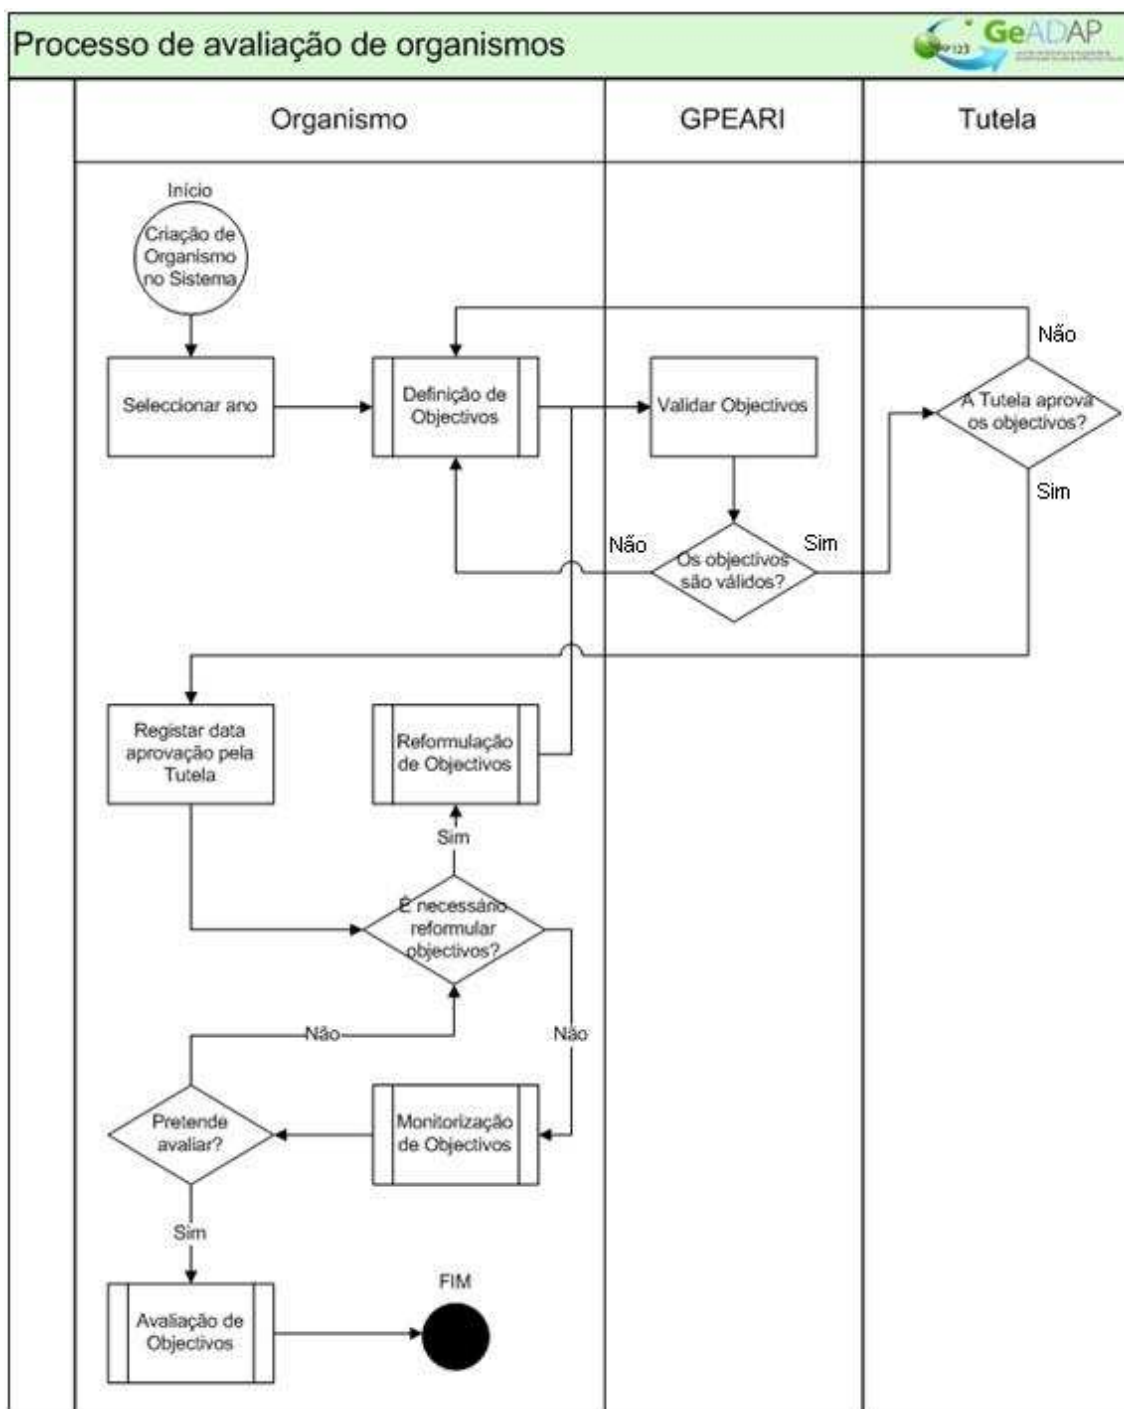 Processo de avaliação de organismos
GeADAP
123
Organismo
GPEARI
Tutela
Início
Criação de
Organismo
no Sistema
Não
Seleccionar ano
Definição de
Objectivos
Validar Objectivos
A Tutela aprova
os objectivos?
Sim
Não
Sim
Os objectivos
são válidos?
Registar data
aprovação pela
Tutela
Reformulação
de Objectivos
Sim
É necessário
reformular
objectivos?
Não
Não
Pretende
avaliar?
Monitorização
de Objectivos
Sim
FIM
Avaliação de
Objectivos